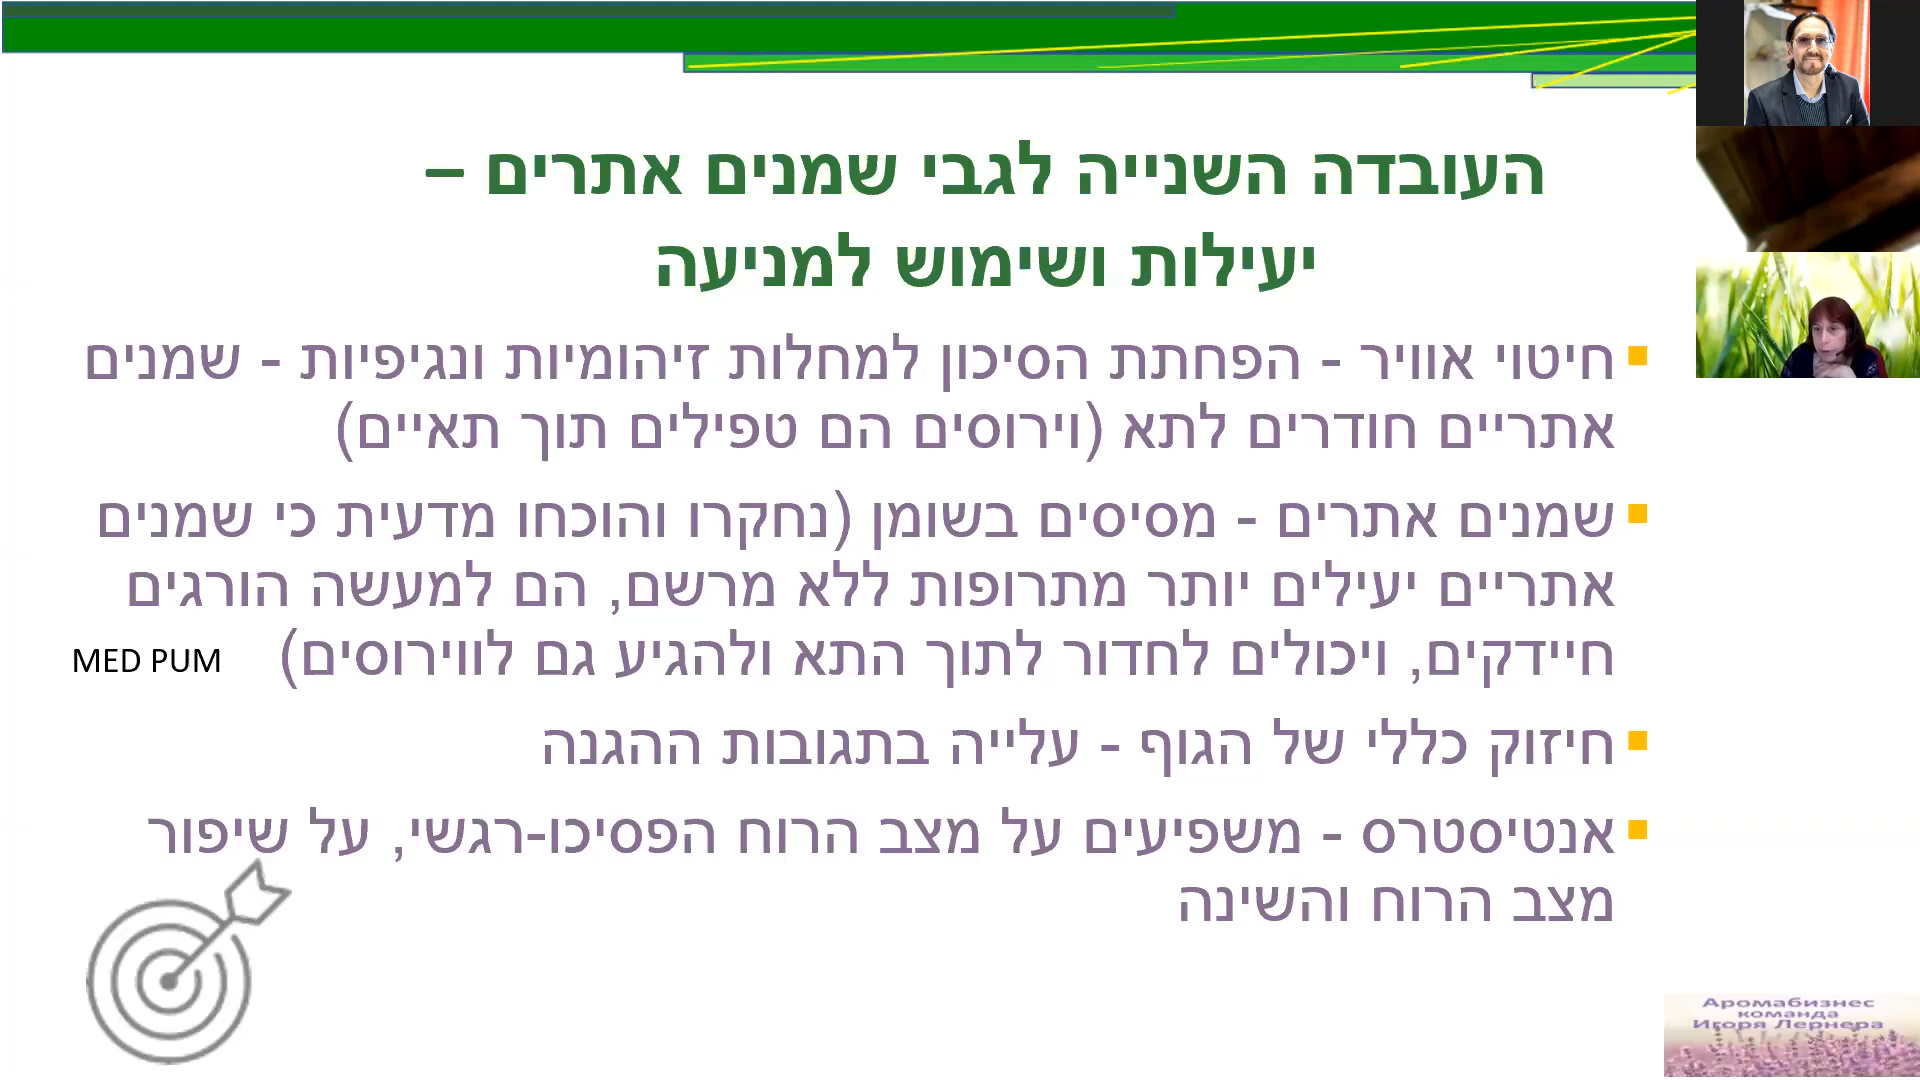 העובדה השנייה לגבי שמנים אתרים –
יעילות ושימוש למניעה
חיטוי אוויר - הפחתת הסיכון למחלות זיהומיות ונגיפיות - שמנים
אתריים חודרים לתא (וירוסים הם טפילים תוך תאיים)
שמנים אתרים - מסיסים בשומן (נחקרו והוכחו מדעית כי שמנים
אתריים יעילים יותר מתרופות ללא מרשם, הם למעשה הורגים
חיידקים, ויכולים לחדור לתוך התא ולהגיע גם לווירוסים)
MED PUM
חיזוק כללי של הגוף - עלייה בתגובות ההגנה
אנטיסטרס - משפיעים על מצב הרוח הפסיכו-רגשי, על שיפור
מצב הרוח והשינה
Аромабизнес
команда
Игоря Лернера